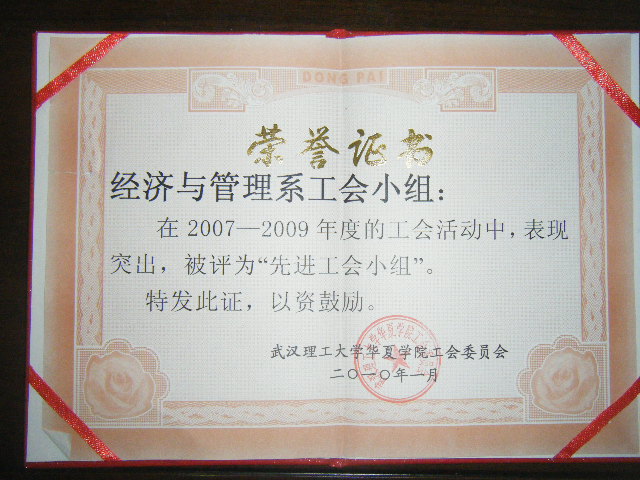 DONG PAI
荣誉证书
经济与管理系工会小组：
在2007—2009年度的工会活动中，表现
突出，被评为“先进工会小组”。
特发此证，以资鼓励。
武汉理工大学华夏学院工会委员会
二〇一〇年一月